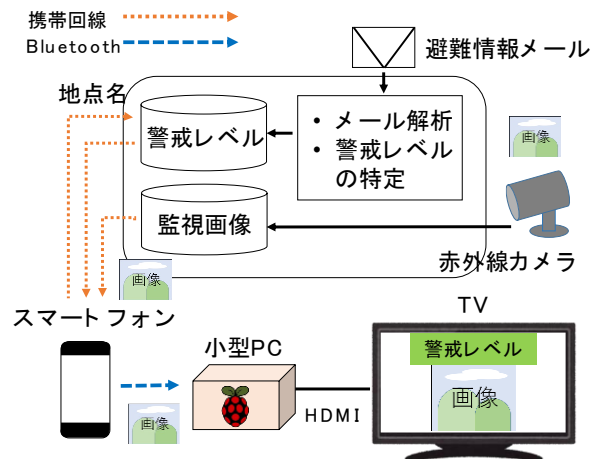 携帯回線
Bluetooth
避難情報メール
地点名
警戒レベル
・ メール解析
・ 警戒レベル
の特定
画像
監視画像
赤外線カメラ
画像
スマートフォン
小型PC
TV
警戒レベル
画像
画像
HDMI